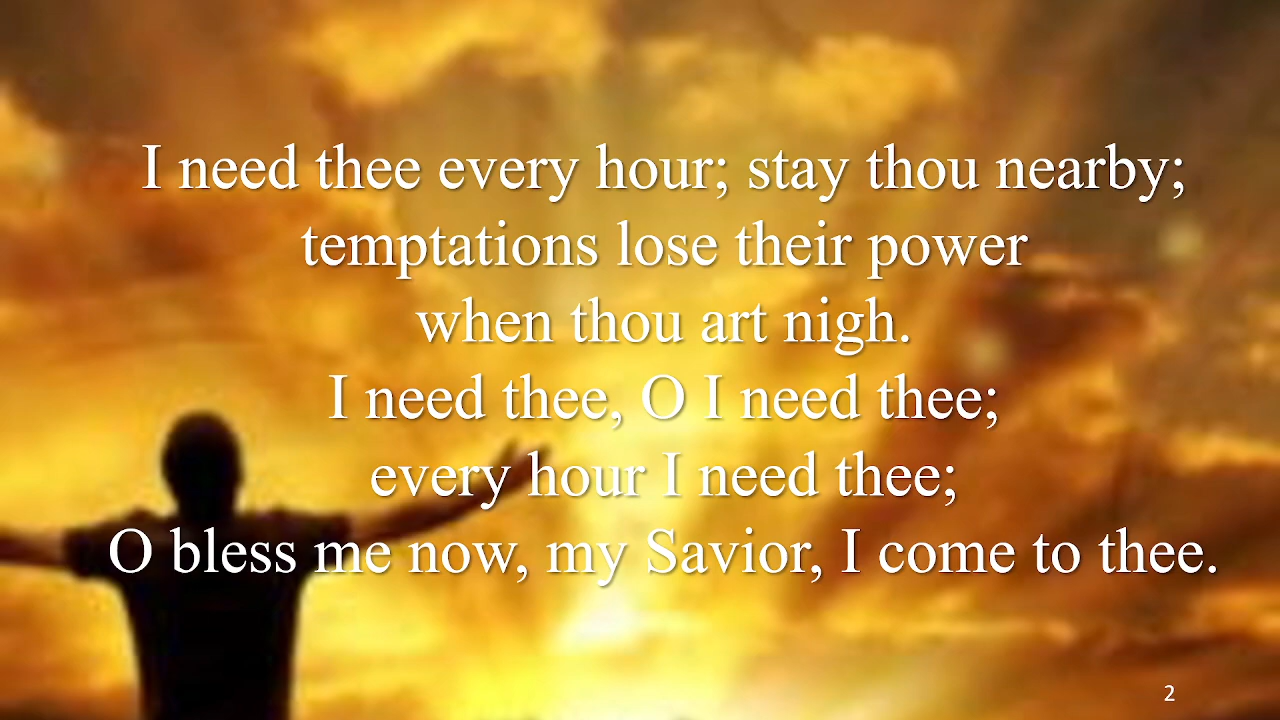 I need thee every hour; stay thou nearby;
temptations lose their power
when thou art nigh.
I need thee, O I need thee;
every hour I need thee;
O bless me now, my Savior, I come to thee.
2